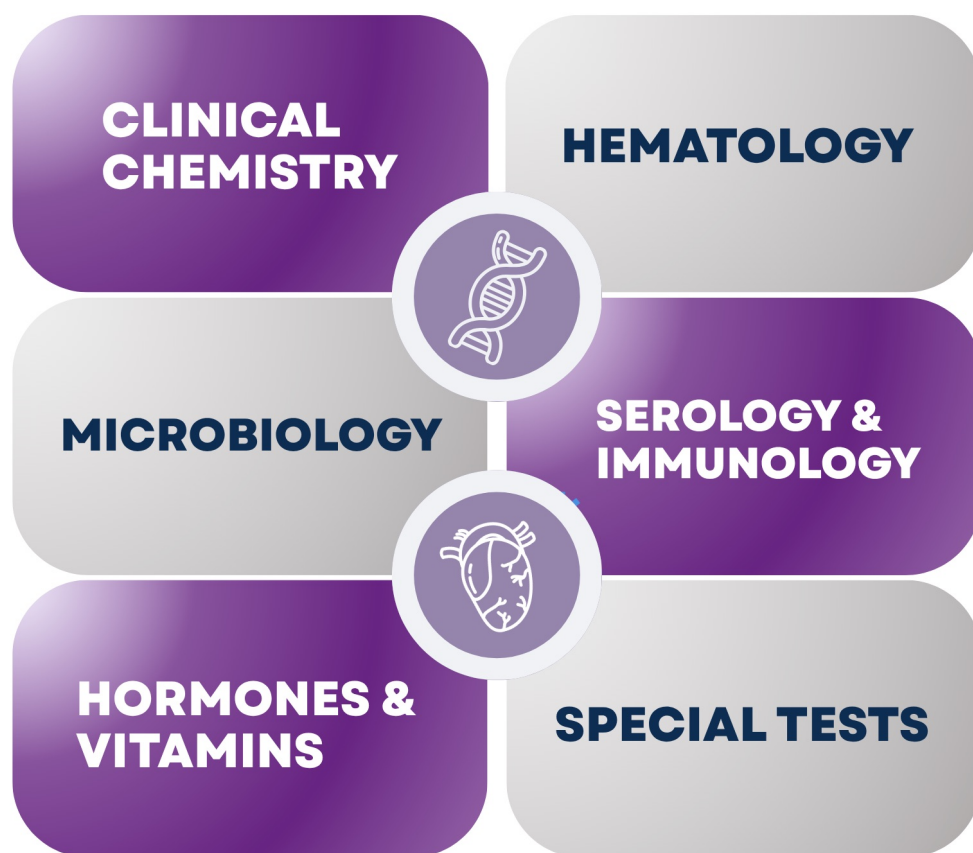 CLINICAL
CHEMISTRY
HEMATOLOGY
MICROBIOLOGY
SEROLOGY &
IMMUNOLOGY
HORMONES &
VITAMINS
SPECIAL TESTS